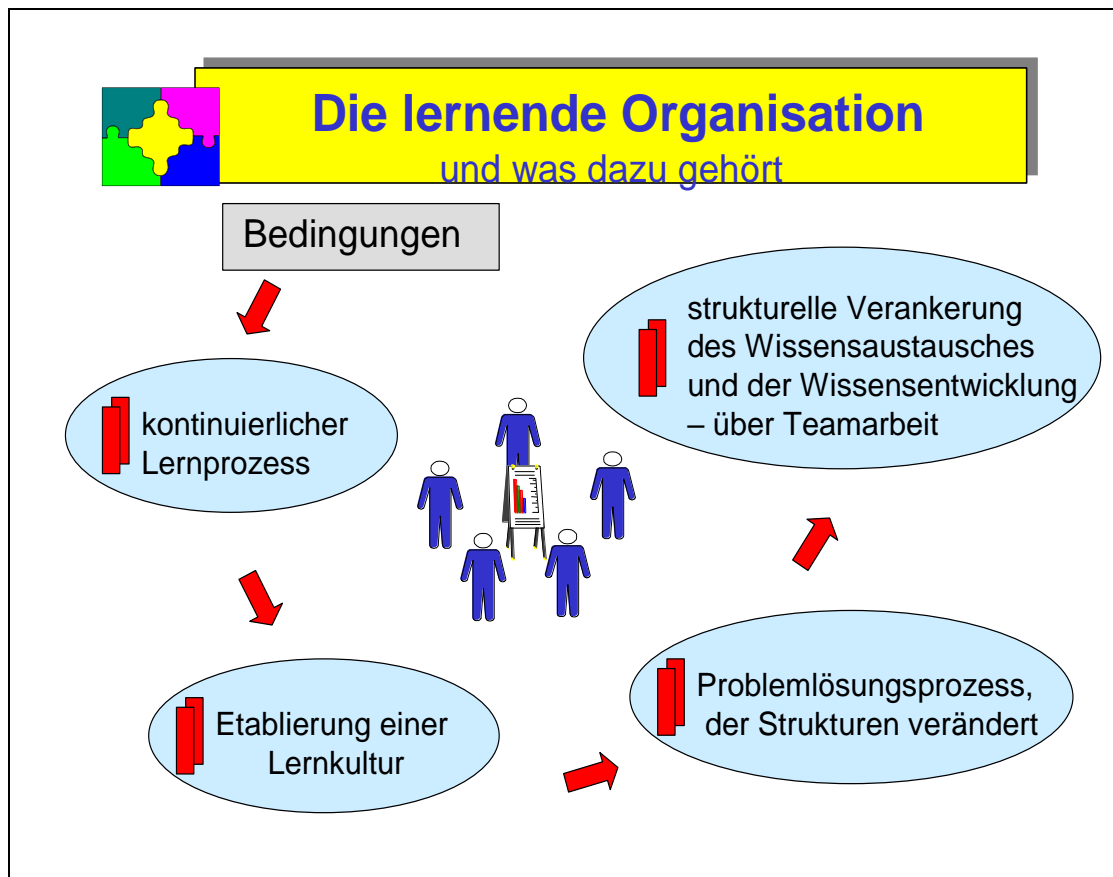 Die lernende Organisation
und was dazu gehört
Bedingungen
kontinuierlicher
Lernprozess
Etablierung einer
Lernkultur
Problemlösungsprozess,
der Strukturen verändert
strukturelle Verankerung
des Wissensaustausches
und der Wissensentwicklung
– über Teamarbeit